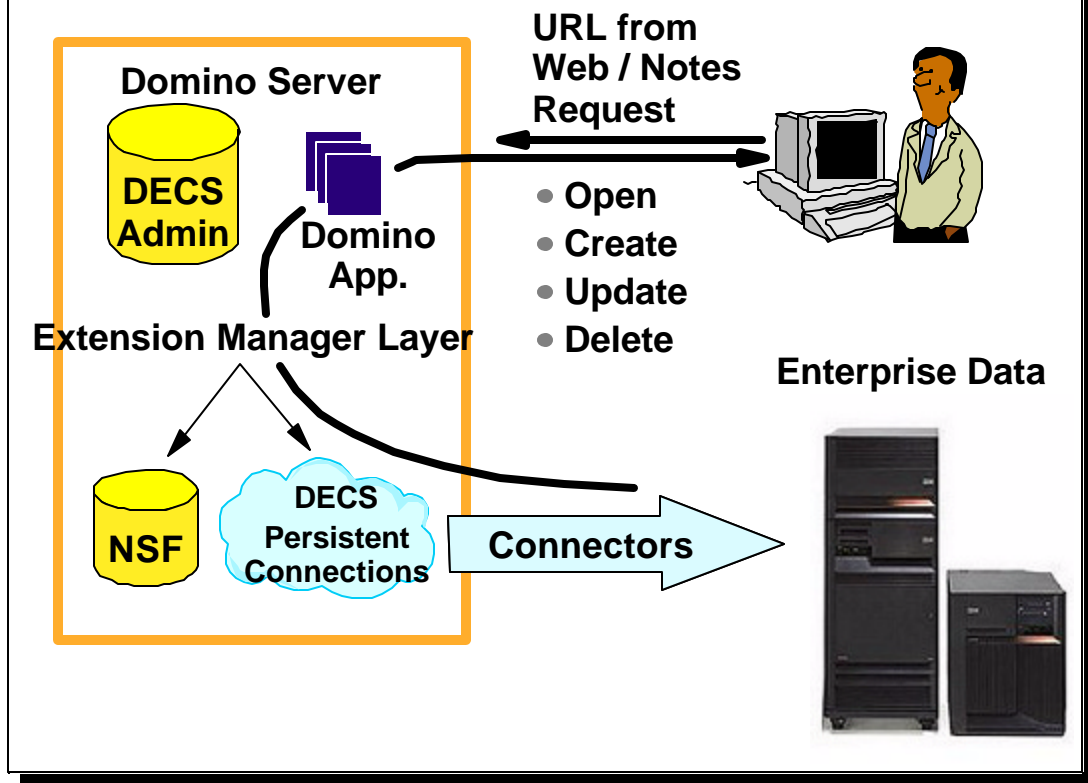 URL from
Web / Notes
Request
Domino Server
DECS
Admin
Domino
App.
Open
Create
Update
Delete
Extension Manager Layer
Enterprise Data
NSF
DECS
Persistent
Connections
Connectors